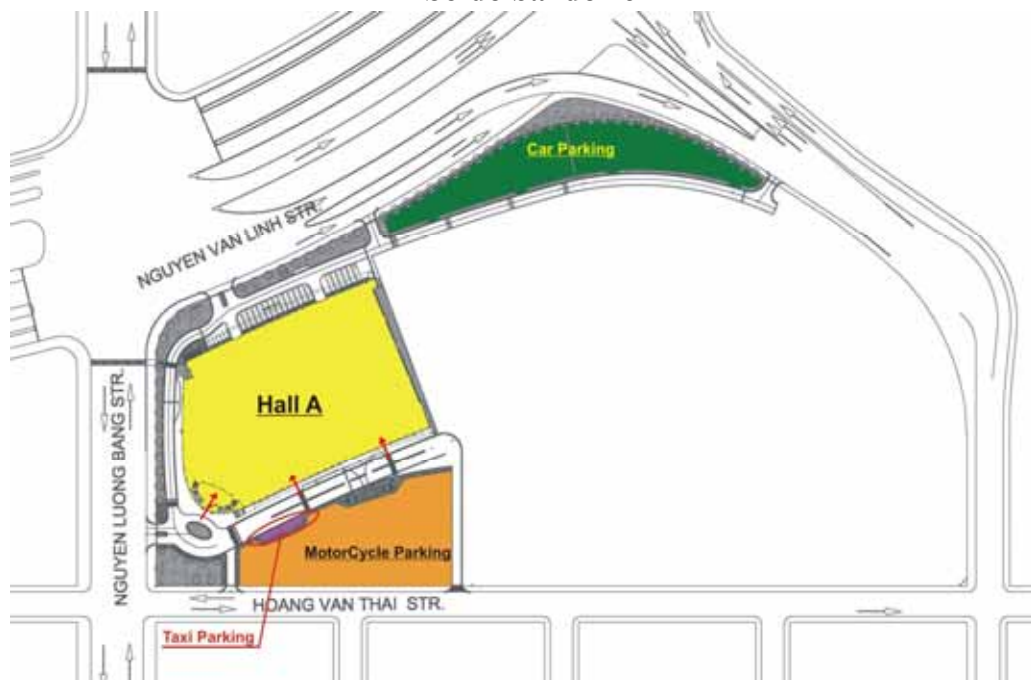 Car Parking
NGUYEN VAN LINH STR.
Hall A
NGUYEN LUONG BANG STR.
MotorCycle Parking
HOANG VAN THAI STR.
Taxi Parking